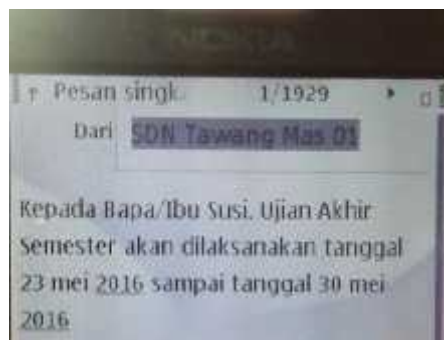 NOKIA
Pesan singk.. 1/1929
Dari SDN Tawang Mas 01
Kepada Bapa/Ibu Susi. Ujian Akhir
Semester akan dilaksanakan tanggal
23 mei 2016 sampai tanggal 30 mei
2016